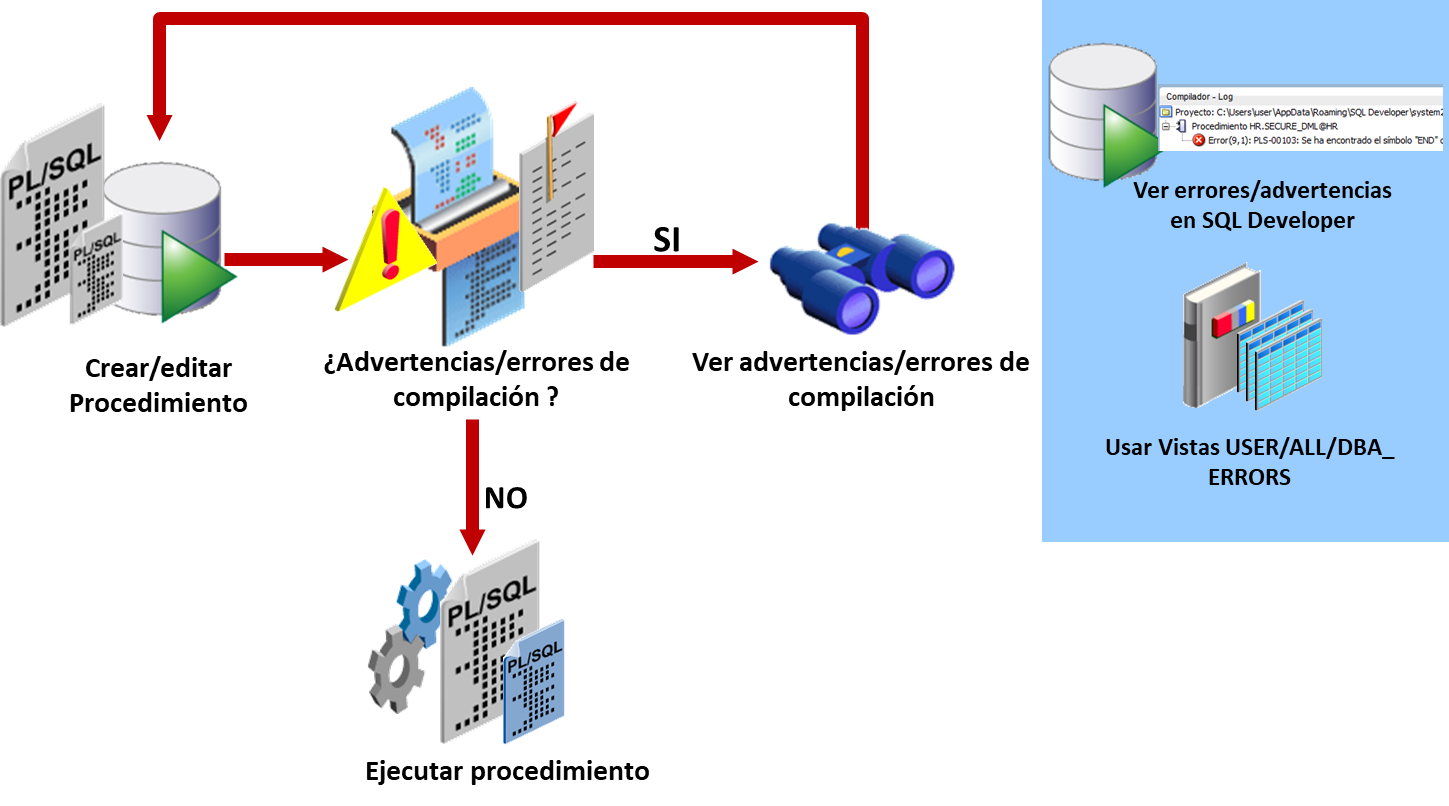 PL/SQL
PL/SQL
Crear/editar
Procedimiento
¿Advertencias/errores de
compilación ?
SI
Ver advertencias/errores de
compilación
NO
PL/SQL
PL/SQL
Ejecutar procedimiento
Compilador - Log
Proyecto: C:\Users\user\AppData\Roaming\SQL Developer\system2
Procedimiento HR.SECURE_DML@HR
Error(9,1): PLS-00103: Se ha encontrado el símbolo "END"
Ver errores/advertencias
en SQL Developer
Usar Vistas USER/ALL/DBA_
ERRORS